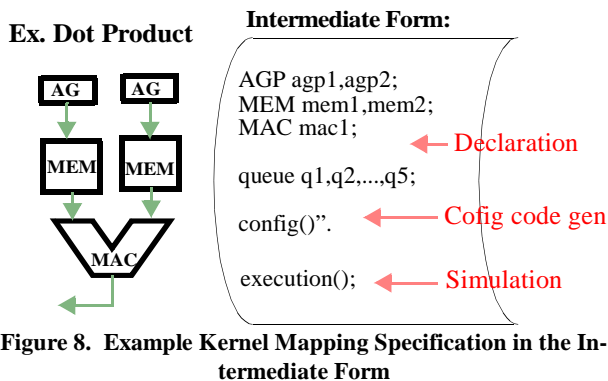 Ex. Dot Product
AG
AG
MEM
MEM
MAC
Intermediate Form:
AGP agp1,agp2;
MEM mem1,mem2;
MAC mac1;
Declaration
queue q1,q2,...,q5;
config()”.
Cofig code gen
execution();
Simulation
Figure 8. Example Kernel Mapping Specification in the In-
termediate Form